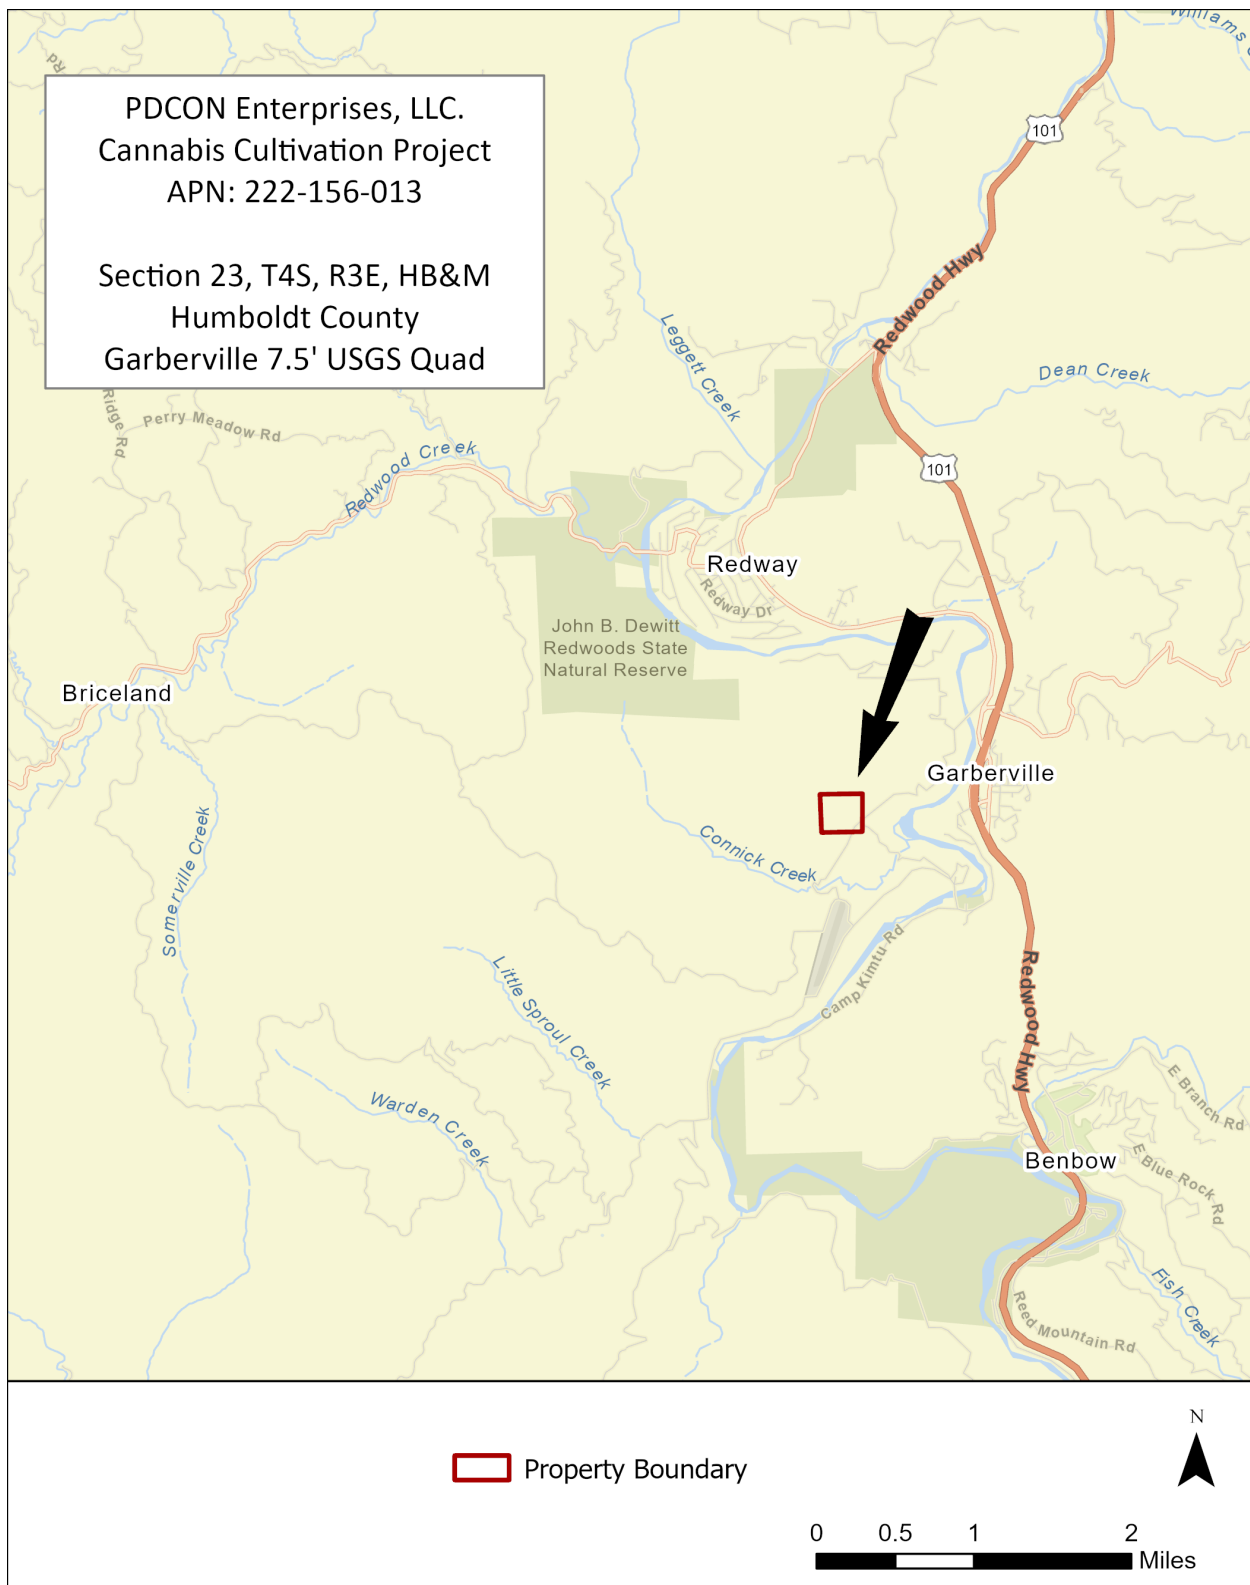 Williams
Rd
PDCON Enterprises, LLC.
Cannabis Cultivation Project
APN: 222-156-013
Section 23, T4S, R3E, HB&M
Humboldt County
Garberville 7.5' USGS Quad
101
Redwood Hwy
Leggett Creek
Dean Creek
Ridge Rd
Perry Meadow Rd
Redwood Creek
101
Redway
Redway Dr
John B. Dewitt
Redwoods State
Natural Reserve
Briceland
Garberville
Connick Creek
Somerville Creek
Camp Kimtu Rd
Little Sproul Creek
Redwood Hwy
Warden Creek
E Branch Rd
Benbow
E Blue Rock Rd
Fish Creek
Reed Mountain Rd
N
Property Boundary
0 0.5 1 2
Miles